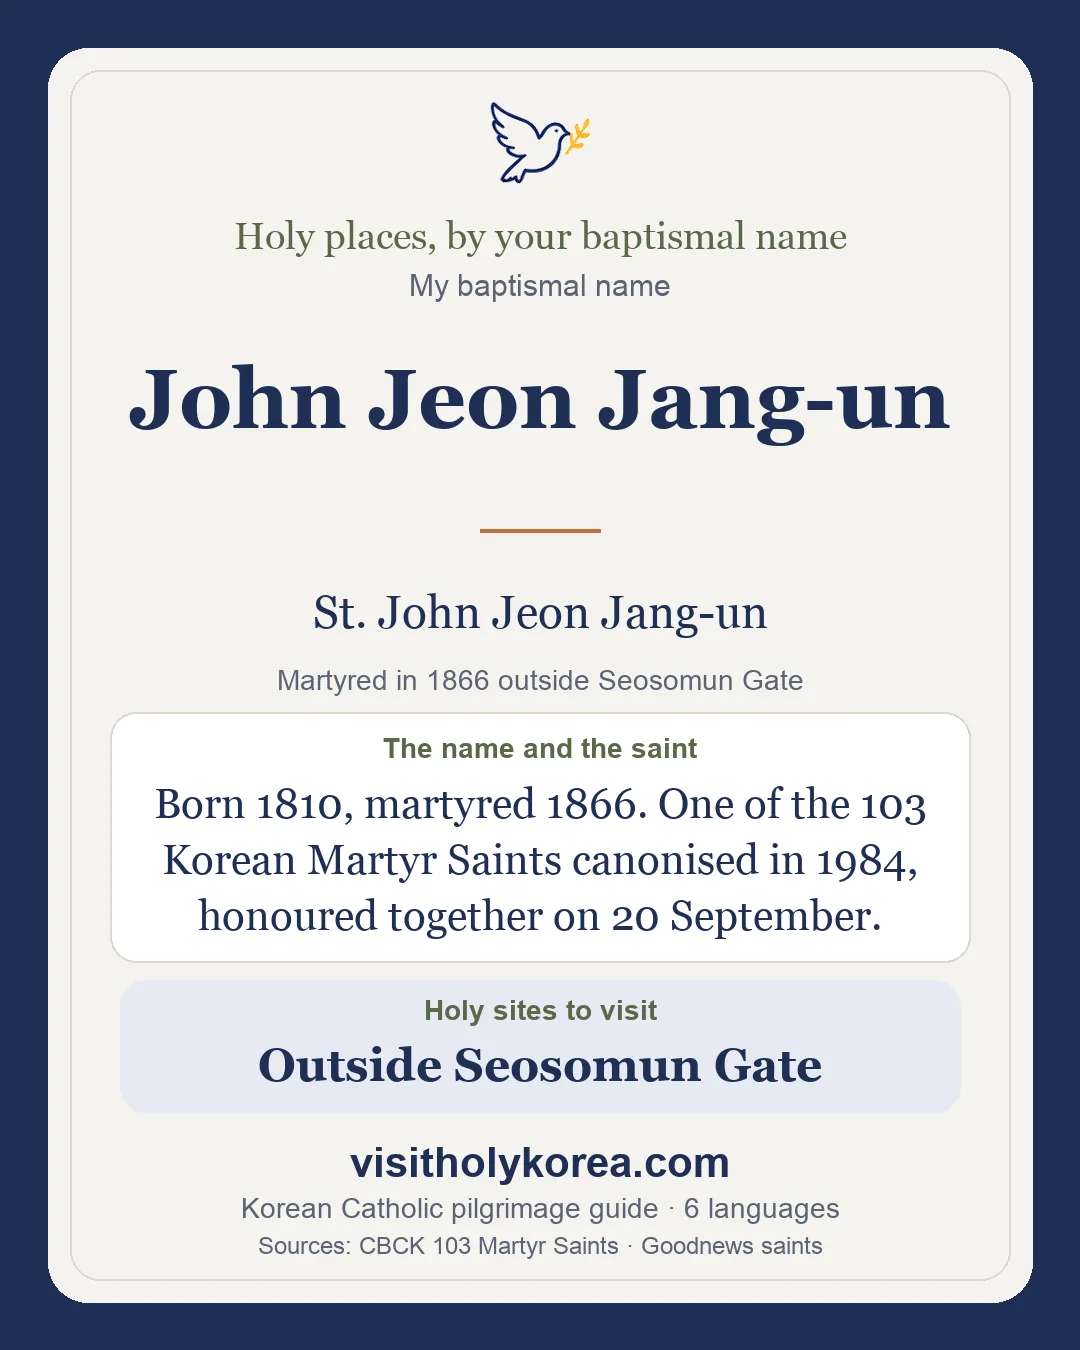 Holy places, by your baptismal name
My baptismal name
John Jeon Jang-un
St. John Jeon Jang-un
Martyred in 1866 outside Seosomun Gate
The name and the saint
Born 1810, martyred 1866. One of the 103
Korean Martyr Saints canonised in 1984,
honoured together on 20 September.
Holy sites to visit
Outside Seosomun Gate
visitholykorea.com
Korean Catholic pilgrimage guide · 6 languages
Sources: CBCK 103 Martyr Saints · Goodnews saints